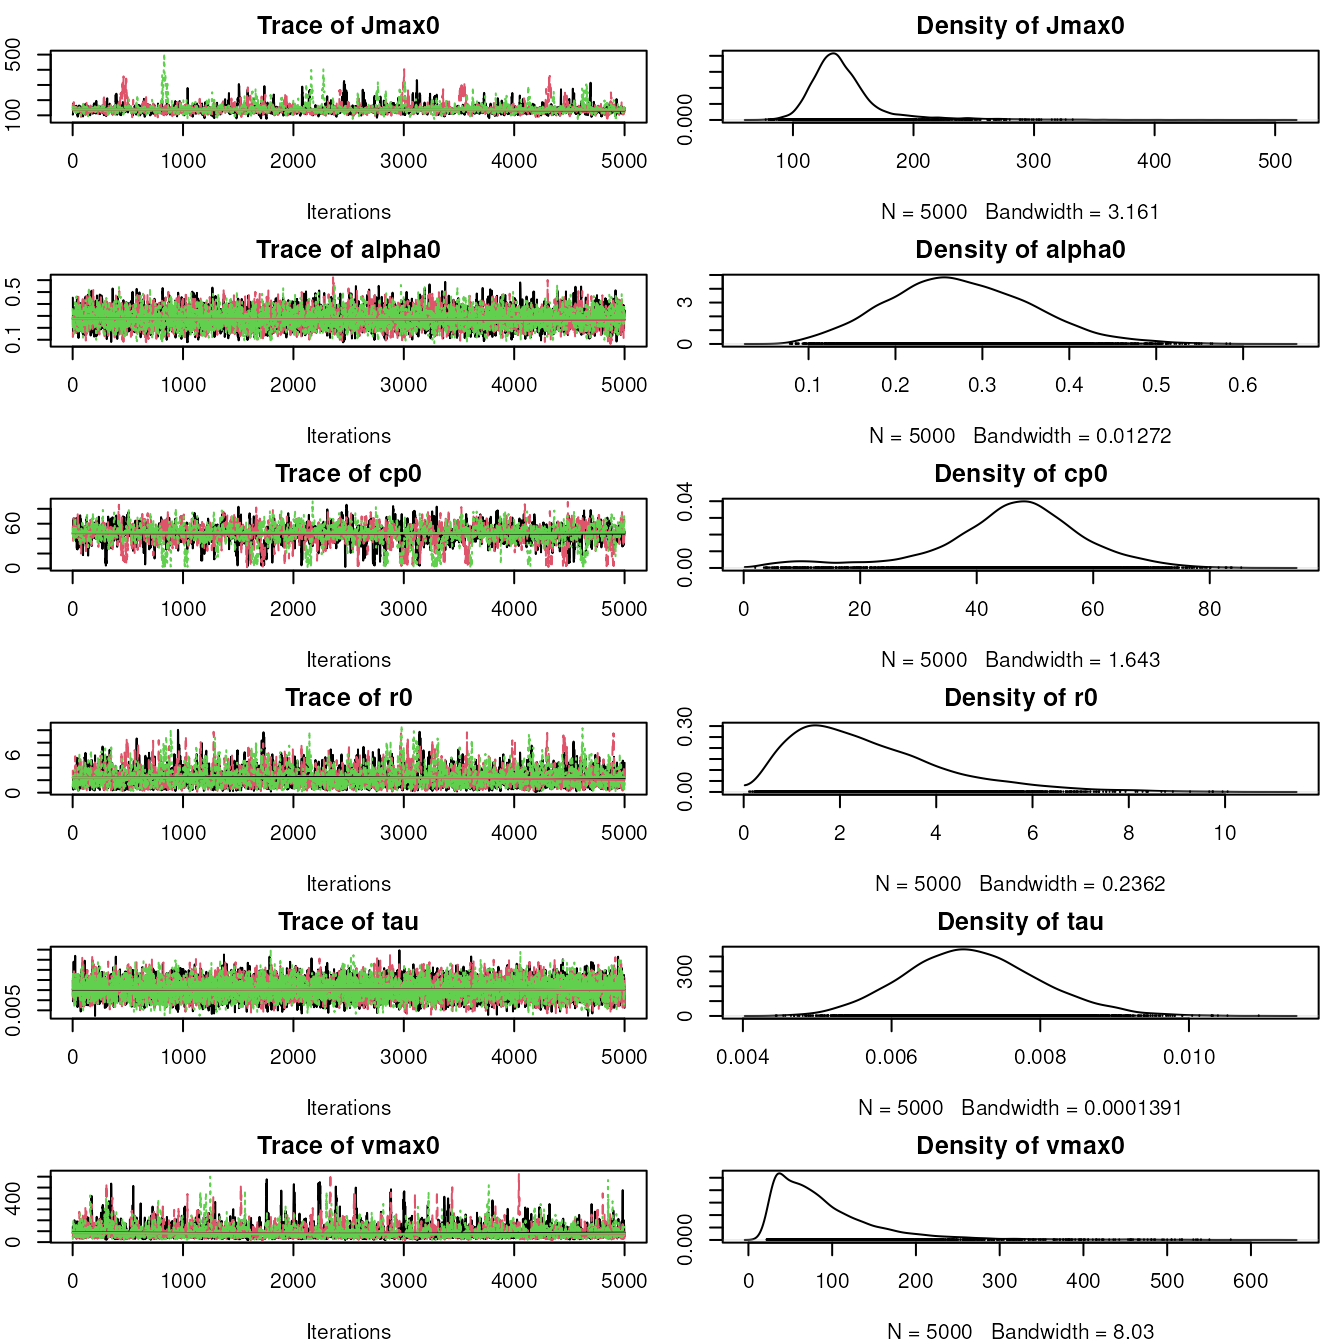 Trace of Jmax0
100 500
0 1000 2000 3000 4000 5000
Iterations
Density of Jmax0
0.000
100 200 300 400 500
N = 5000 Bandwidth = 3.161
Trace of alpha0
0.1 0.5
0 1000 2000 3000 4000 5000
Iterations
Density of alpha0
0 3
0.1 0.2 0.3 0.4 0.5 0.6
N = 5000 Bandwidth = 0.01272
Trace of cp0
0 60
0 1000 2000 3000 4000 5000
Iterations
Density of cp0
0.00 0.04
0 20 40 60 80
N = 5000 Bandwidth = 1.643
Trace of r0
0 6
0 1000 2000 3000 4000 5000
Iterations
Density of r0
0.00 0.30
0 2 4 6 8 10
N = 5000 Bandwidth = 0.2362
Trace of tau
0.005
0 1000 2000 3000 4000 5000
Iterations
Density of tau
0 300
0.004 0.006 0.008 0.010
N = 5000 Bandwidth = 0.0001391
Trace of vmax0
0 400
0 1000 2000 3000 4000 5000
Iterations
Density of vmax0
0.000
0 100 200 300 400 500 600
N = 5000 Bandwidth = 8.03